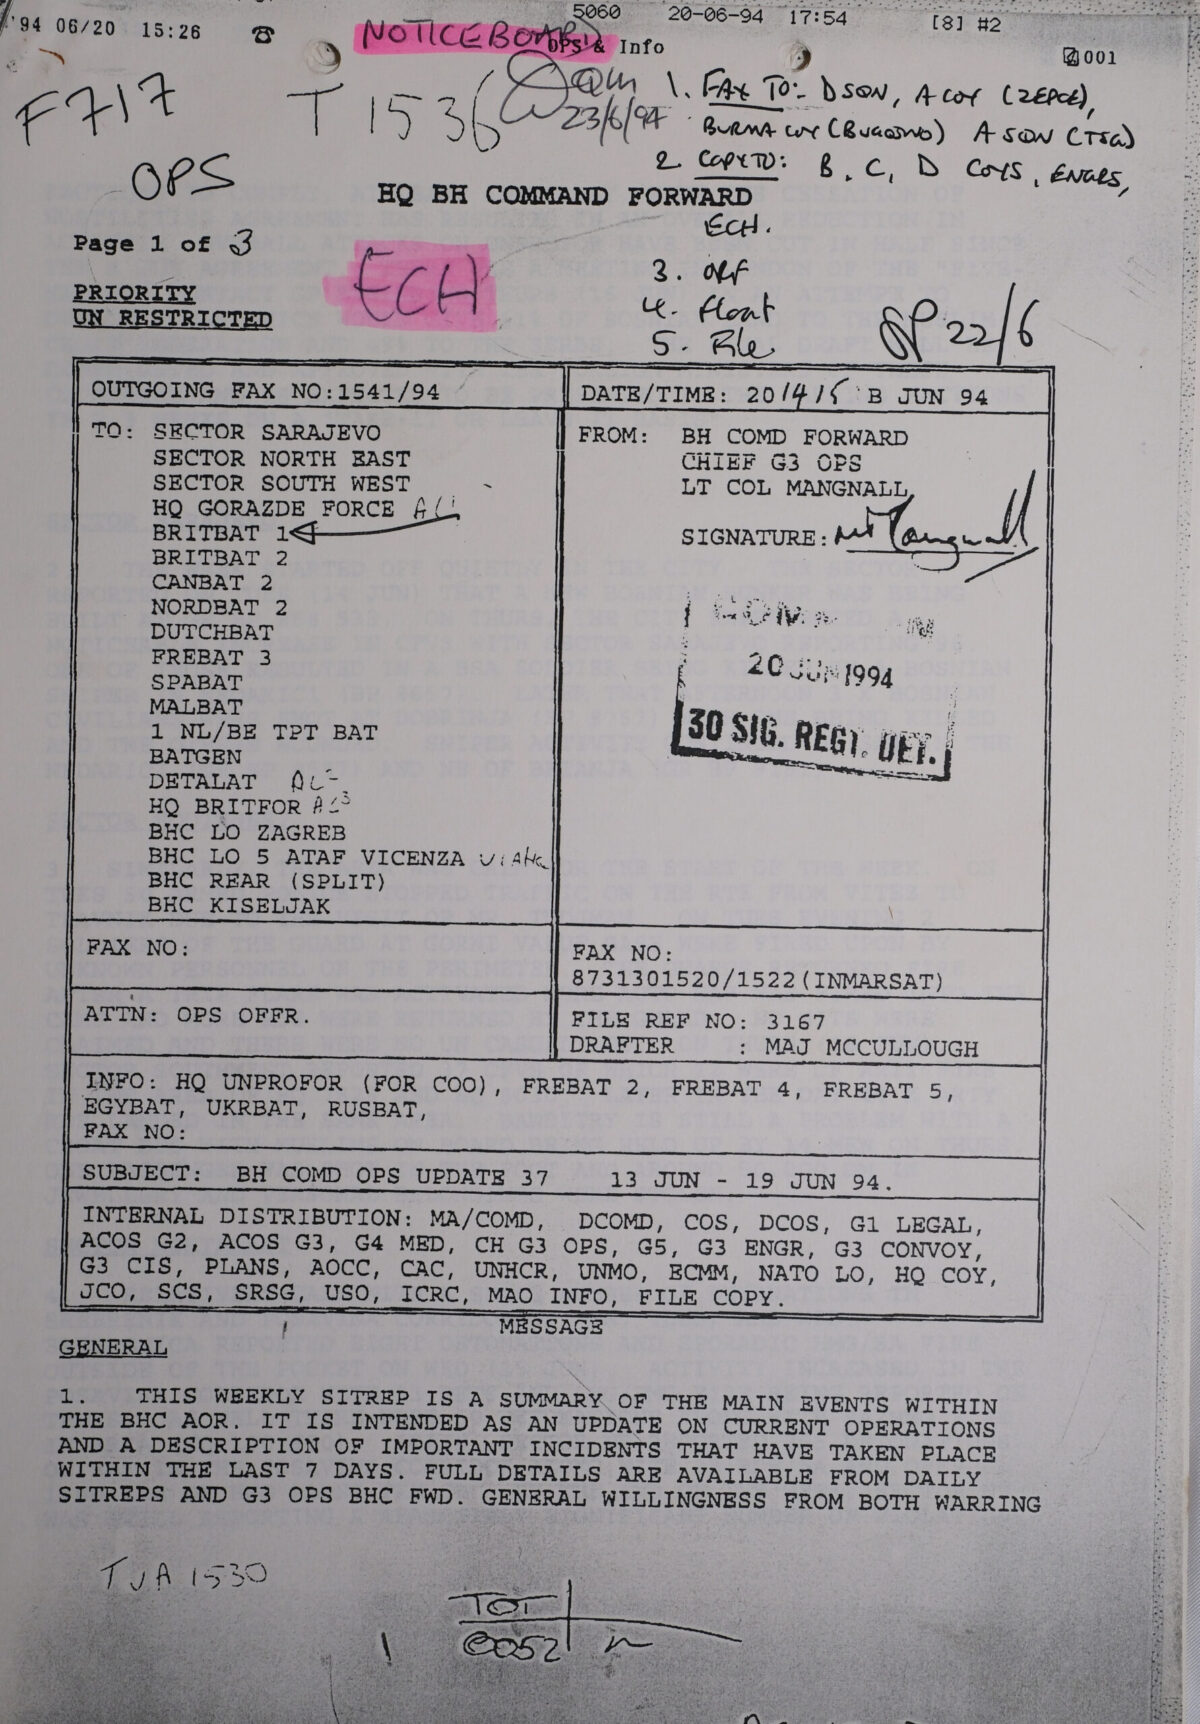 '94 06/20 15:26 ☎ 5060 20-06-94 17:54 [8] #2
NOTICEBOARD OPS & Info
001
F717 T 1536
23/6/94
1. FAX TO:- D SQN, A COY (ZEPCE),
BURMA COY (BUGOJNO) A SQN (TSG)
2. COPY TO: B, C, D COYS, ENGRS,
ECH.
3. ORF
4. Float
5. File
SP 22/6
OPS
HQ BH COMMAND FORWARD
Page 1 of 3
ECH
PRIORITY
UN RESTRICTED
OUTGOING FAX NO:1541/94
DATE/TIME: 201415 B JUN 94
TO: SECTOR SARAJEVO
SECTOR NORTH EAST
SECTOR SOUTH WEST
HQ GORAZDE FORCE
BRITBAT 1
BRITBAT 2
CANBAT 2
NORDBAT 2
DUTCHBAT
FREBAT 3
SPABAT
MALBAT
1 NL/BE TPT BAT
BATGEN
DETALAT
HQ BRITFOR
BHC LO ZAGREB
BHC LO 5 ATAF VICENZA
BHC REAR (SPLIT)
BHC KISELJAK
FROM: BH COMD FORWARD
CHIEF G3 OPS
LT COL MANGNALL
SIGNATURE:
20 JUN 1994
30 SIG. REGT. DET.
FAX NO:
FAX NO:
8731301520/1522(INMARSAT)
ATTN: OPS OFFR.
FILE REF NO: 3167
DRAFTER : MAJ MCCULLOUGH
INFO: HQ UNPROFOR (FOR COO), FREBAT 2, FREBAT 4, FREBAT 5,
EGYBAT, UKRBAT, RUSBAT,
FAX NO:
SUBJECT: BH COMD OPS UPDATE 37 13 JUN - 19 JUN 94.
INTERNAL DISTRIBUTION: MA/COMD, DCOMD, COS, DCOS, G1 LEGAL,
ACOS G2, ACOS G3, G4 MED, CH G3 OPS, G5, G3 ENGR, G3 CONVOY,
G3 CIS, PLANS, AOCC, CAC, UNHCR, UNMO, ECMM, NATO LO, HQ COY,
JCO, SCS, SRSG, USO, ICRC, MAO INFO, FILE COPY.
MESSAGE
GENERAL
1. THIS WEEKLY SITREP IS A SUMMARY OF THE MAIN EVENTS WITHIN
THE BHC AOR. IT IS INTENDED AS AN UPDATE ON CURRENT OPERATIONS
AND A DESCRIPTION OF IMPORTANT INCIDENTS THAT HAVE TAKEN PLACE
WITHIN THE LAST 7 DAYS. FULL DETAILS ARE AVAILABLE FROM DAILY
SITREPS AND G3 OPS BHC FWD. GENERAL WILLINGNESS FROM BOTH WARRING
TJA 1530
TOT
0052